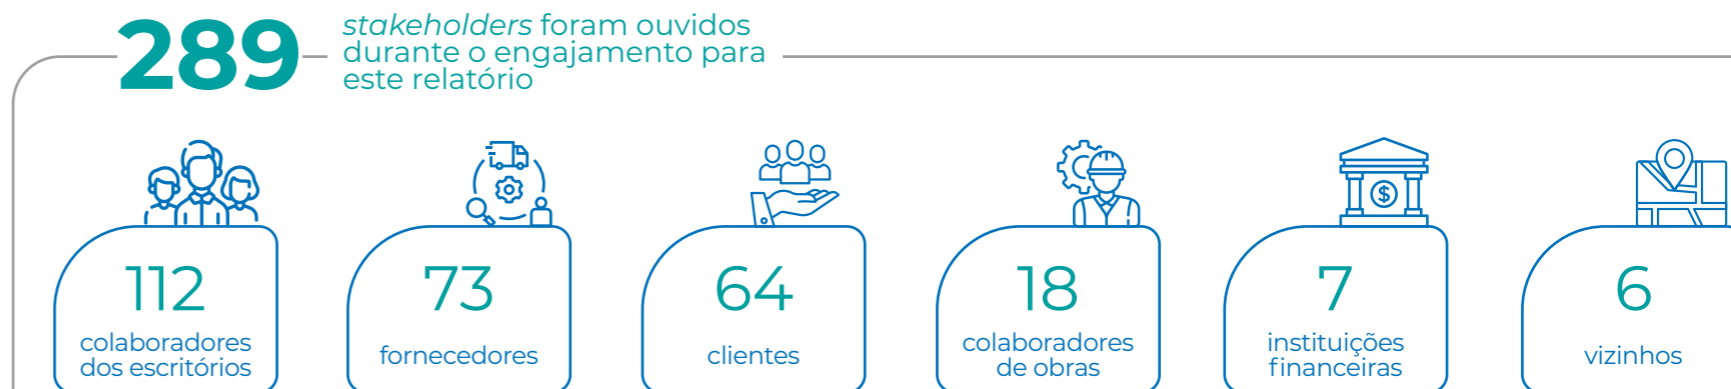 289
stakeholders foram ouvidos
durante o engajamento para
este relatório
112
colaboradores
dos escritórios
73
fornecedores
64
clientes
18
colaboradores
de obras
$
7
instituições
financeiras
6
vizinhos